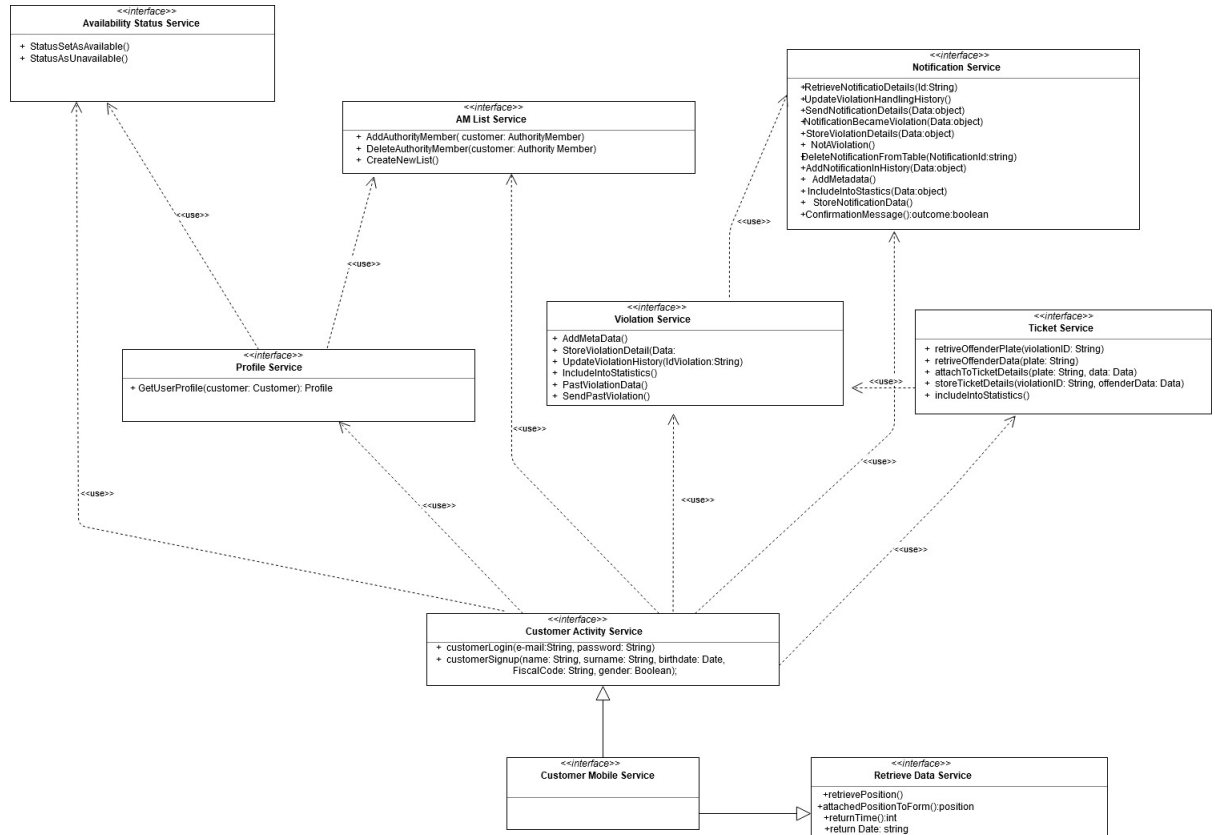 <<interface>>
Availability Status Service
+ StatusSetAsAvailable()
+ StatusAsUnavailable()
<<interface>>
Notification Service
+RetrieveNotificatioDetails(Id:String)
+UpdateViolationHandlingHistory()
+SendNotificationDetails(Data:object)
+NotificationBecameViolation(Data:object)
+StoreViolationDetails(Data:object)
+ NotAViolation()
+DeleteNotificationFromTable(NotificationId:string)
+AddNotificationInHistory(Data:object)
+ AddMetadata()
+IncludeIntoStastics(Data:object)
+ StoreNotificationData()
+ConfirmationMessage():outcome:boolean
<<interface>>
AM List Service
+ AddAuthorityMember( customer: AuthorityMember)
+ DeleteAuthorityMember(customer: Authority Member)
+ CreateNewList()
<<use>>
<<use>>
<<use>>
<<interface>>
Violation Service
+ AddMetaData()
+ StoreViolationDetail(Data:
+ UpdateViolationHistory(IdViolation:String)
+ IncludeIntoStatistics()
+ PastViolationData()
+ SendPastViolation()
<<interface>>
Ticket Service
+ retriveOffenderPlate(violationID: String)
+ retriveOffenderData(plate: String)
+ attachToTicketDetails(plate: String, data: Data)
+ storeTicketDetails(violationID: String, offenderData: Data)
+ includeIntoStatistics()
<<interface>>
Profile Service
+ GetUserProfile(customer: Customer): Profile
<<use>>
<<use>>
<<use>>
<<use>>
<<use>>
<<use>>
<<use>>
<<interface>>
Customer Activity Service
+ customerLogin(e-mail:String, password: String)
+ customerSignup(name: String, surname: String, birthdate: Date,
FiscalCode: String, gender: Boolean);
<<interface>>
Customer Mobile Service
<<interface>>
Retrieve Data Service
+retrievePosition()
+attachedPositionToForm():position
+returnTime():int
+return Date: string